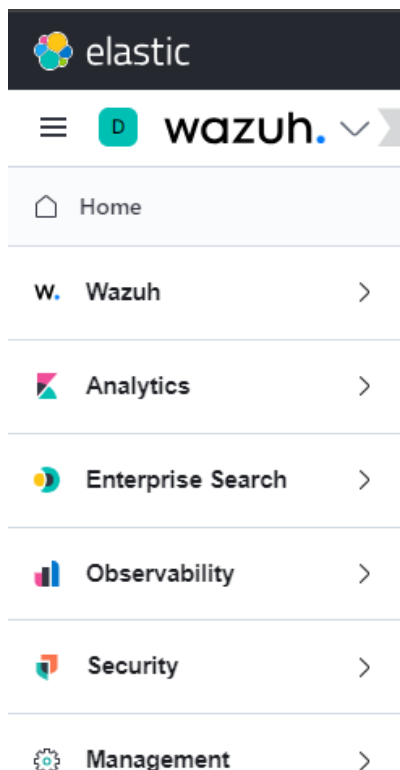 elastic
D wazuh.
Home
w. Wazuh
Analytics
Enterprise Search
Observability
Security
Management